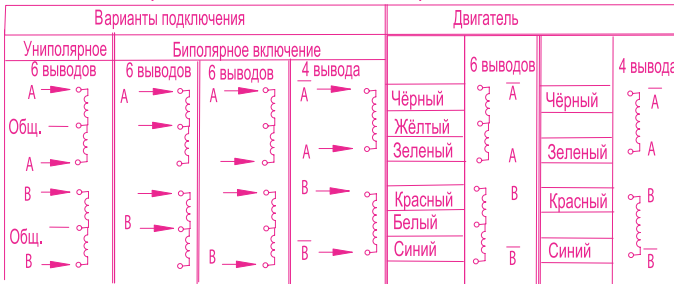 Варианты подключения Двигатель
Униполярное Биполярное включение
6 выводов 6 выводов 6 выводов 4 вывода 6 выводов 4 вывода
A A A A Чёрный A Чёрный A
Общ. Жёлтый
A A Зеленый A Зеленый A
B B Красный B Красный B
Общ. B Белый
B B B Синий B Синий B